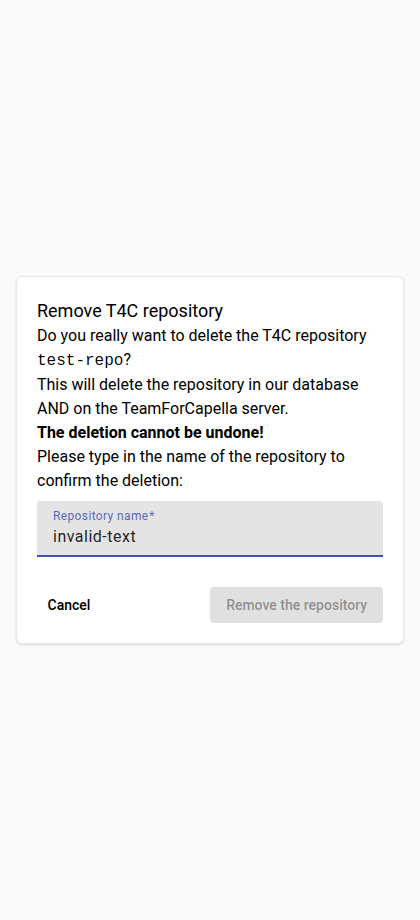 Remove T4C repository
Do you really want to delete the T4C repository
test-repo?
This will delete the repository in our database
AND on the TeamForCapella server.
The deletion cannot be undone!
Please type in the name of the repository to
confirm the deletion:
Repository name*
invalid-text
Cancel
Remove the repository